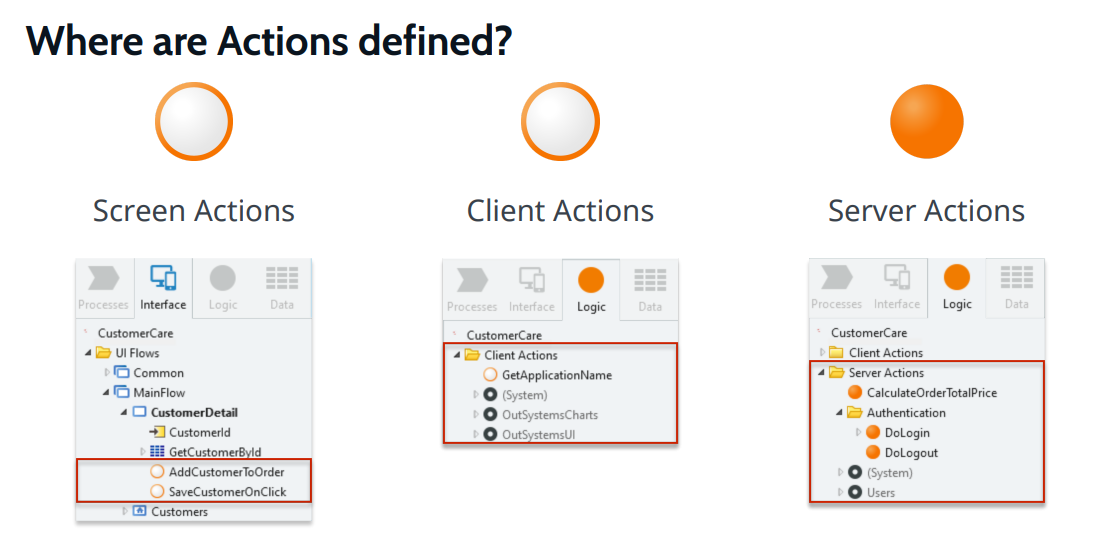 Where are Actions defined?
Screen Actions
Client Actions
Server Actions
Processes
Interface
Logic
Data
CustomerCare
UI Flows
Common
MainFlow
CustomerDetail
CustomerId
GetCustomerById
AddCustomerToOrder
SaveCustomerOnClick
Customers
Processes
Interface
Logic
Data
CustomerCare
Client Actions
GetApplicationName
(System)
OutSystemsCharts
OutSystemsUI
Processes
Interface
Logic
Data
CustomerCare
Client Actions
Server Actions
CalculateOrderTotalPrice
Authentication
DoLogin
DoLogout
(System)
Users